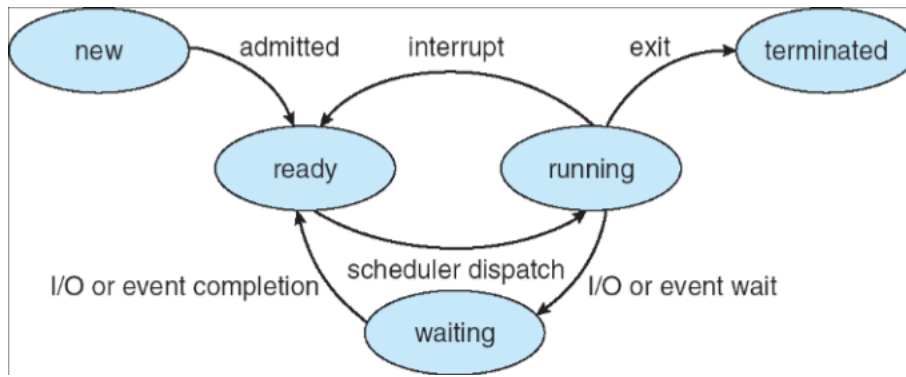 new
admitted
interrupt
exit
terminated
ready
running
I/O or event completion
scheduler dispatch
I/O or event wait
waiting